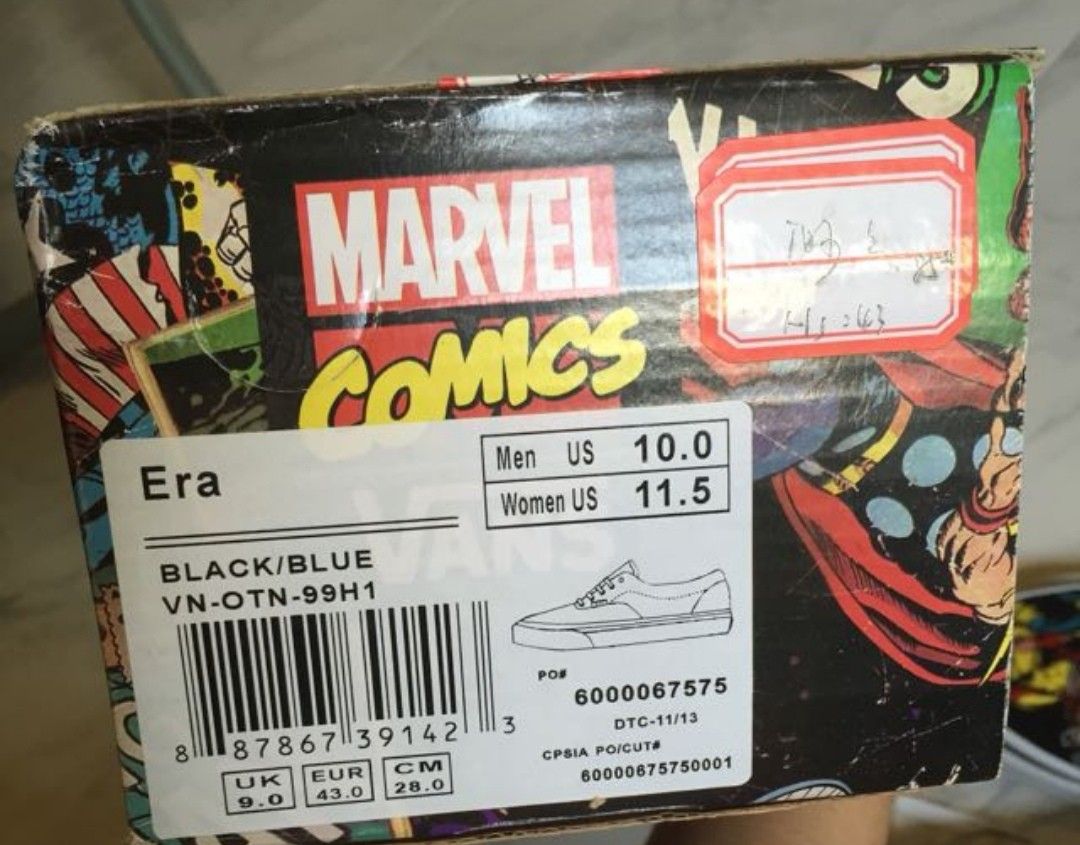 MARVEL
COMICS
VANS
Era
Men US 10.0
Women US 11.5
BLACK/BLUE
VN-OTN-99H1
8 87867 39142 3
PO#
6000067575
DTC-11/13
CPSIA PO/CUT#
60000675750001
UK
9.0
EUR
43.0
CM
28.0